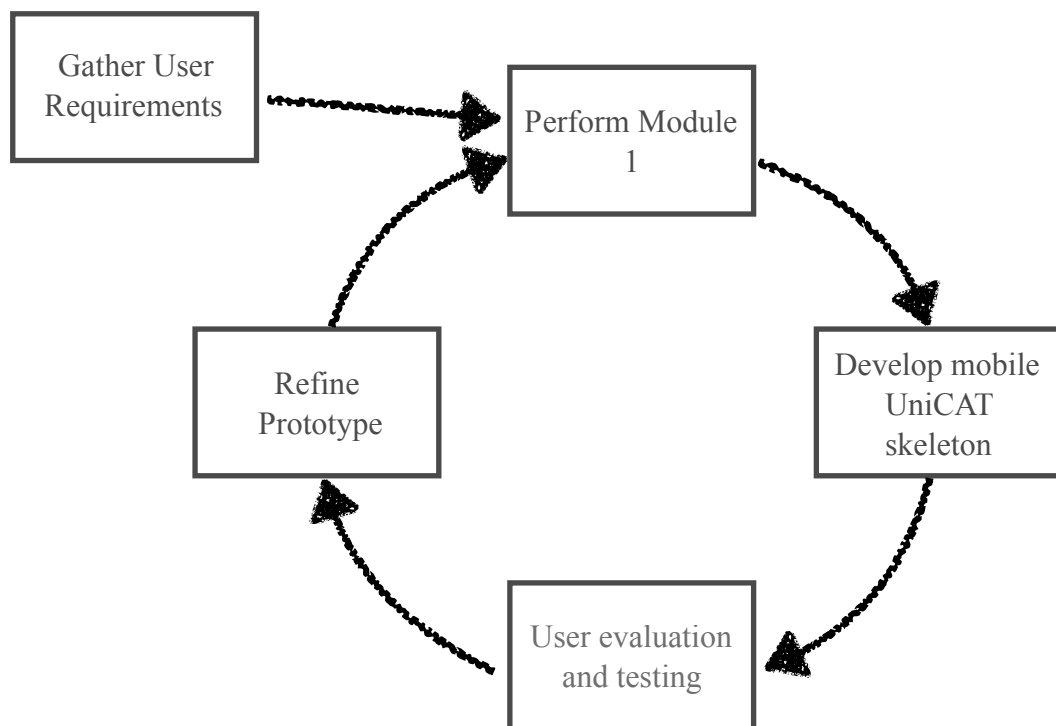 Gather User
Requirements
Perform Module
1
Develop mobile
UniCAT
skeleton
User evaluation
and testing
Refine
Prototype